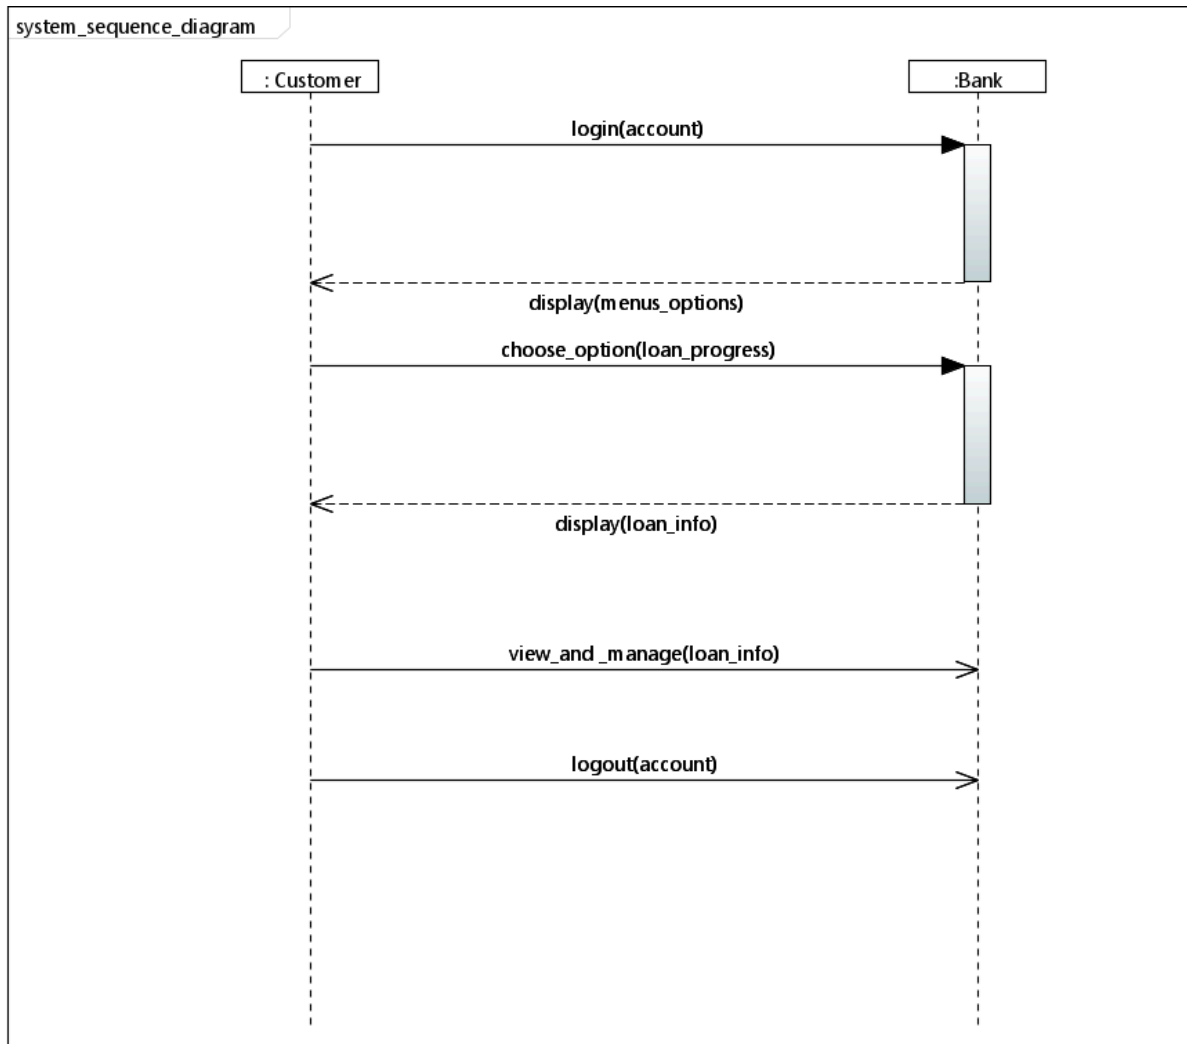 system_sequence_diagram
: Customer
:Bank
login(account)
display(menus_options)
choose_option(loan_progress)
display(loan_info)
view_and _manage(loan_info)
logout(account)